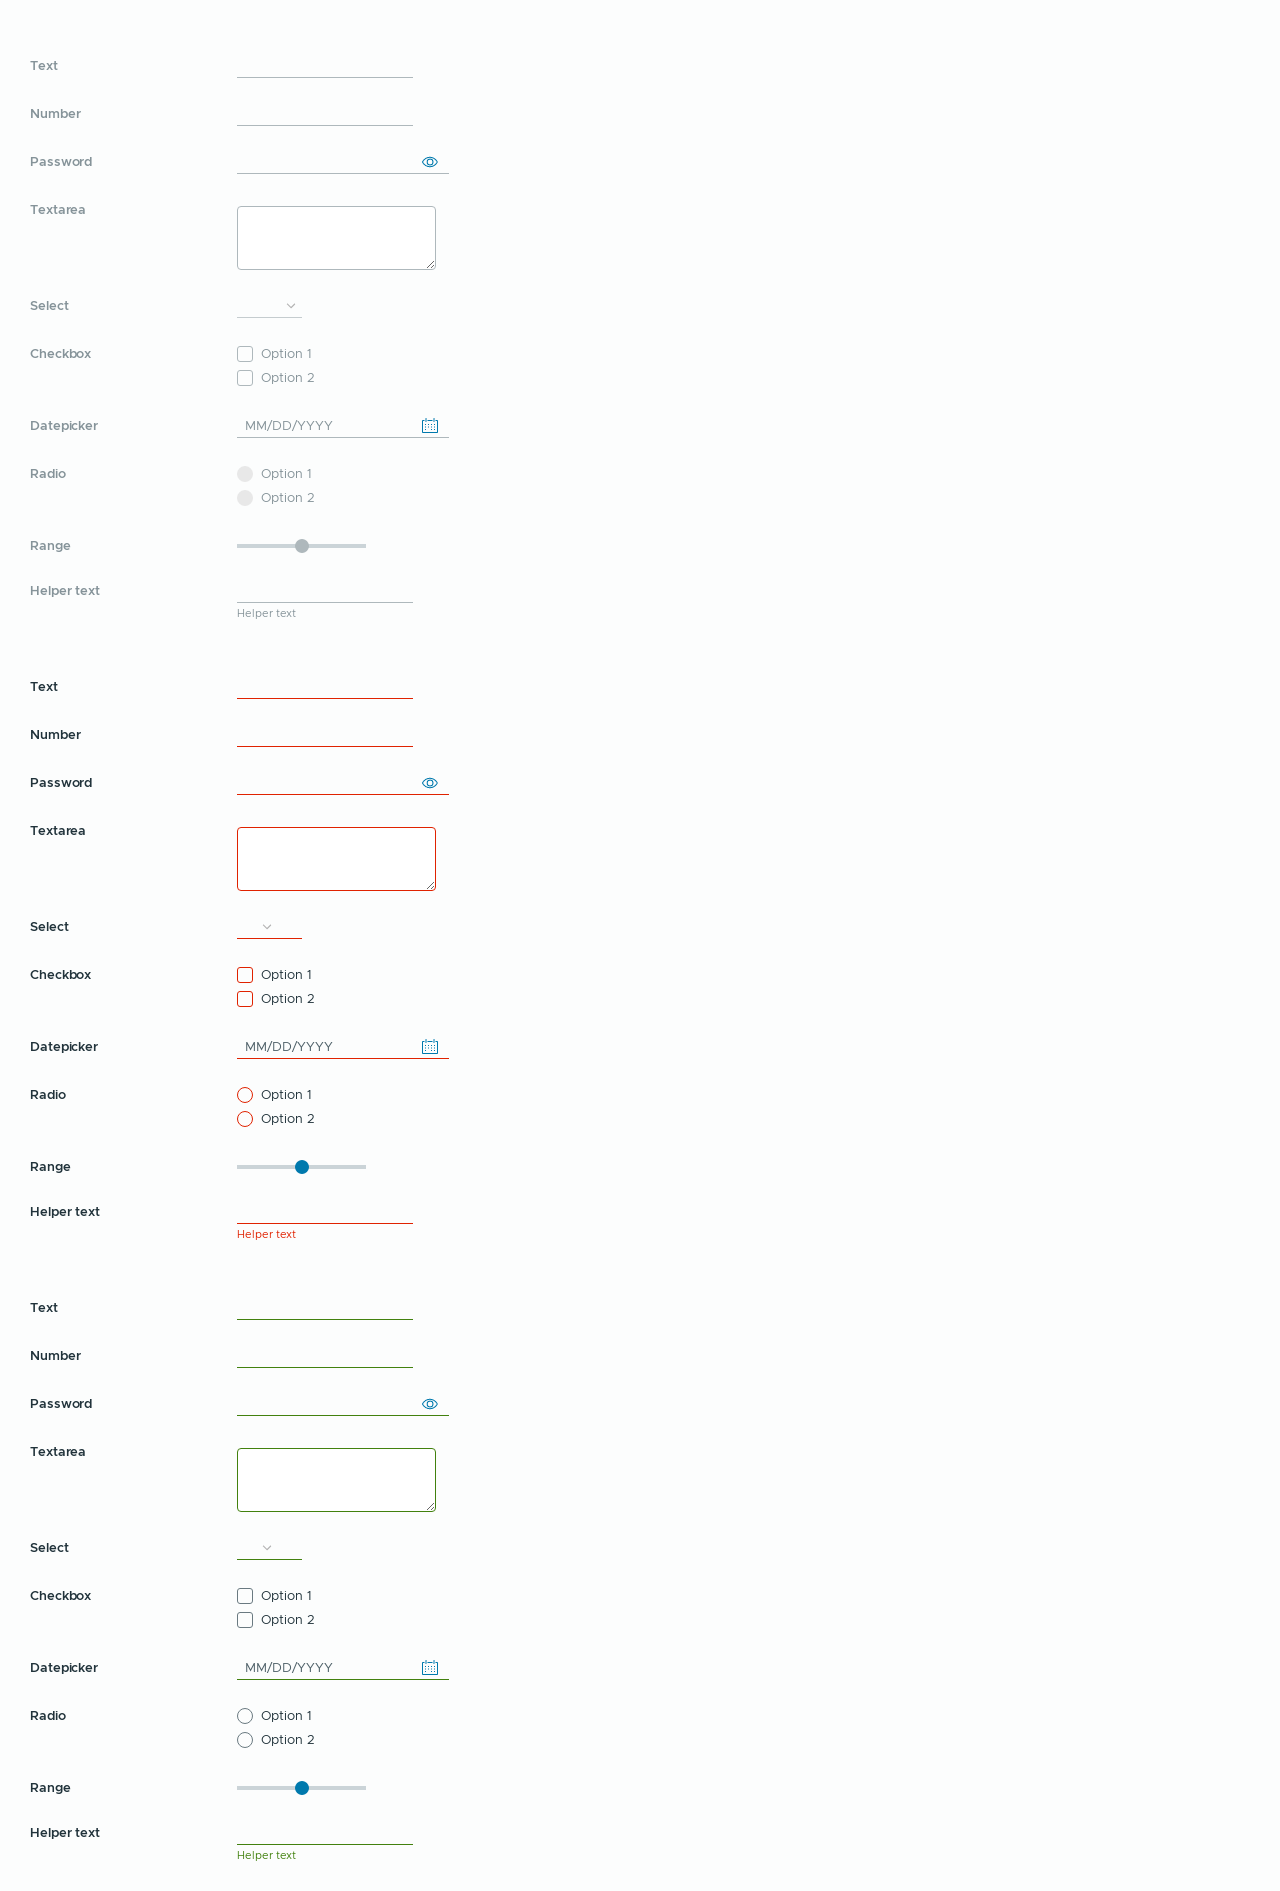 Text
Number
Password
Textarea
Select
Checkbox
Option 1
Option 2
Datepicker
MM/DD/YYYY
Radio
Option 1
Option 2
Range
Helper text
Helper text
Text
Number
Password
Textarea
Select
Checkbox
Option 1
Option 2
Datepicker
MM/DD/YYYY
Radio
Option 1
Option 2
Range
Helper text
Helper text
Text
Number
Password
Textarea
Select
Checkbox
Option 1
Option 2
Datepicker
MM/DD/YYYY
Radio
Option 1
Option 2
Range
Helper text
Helper text